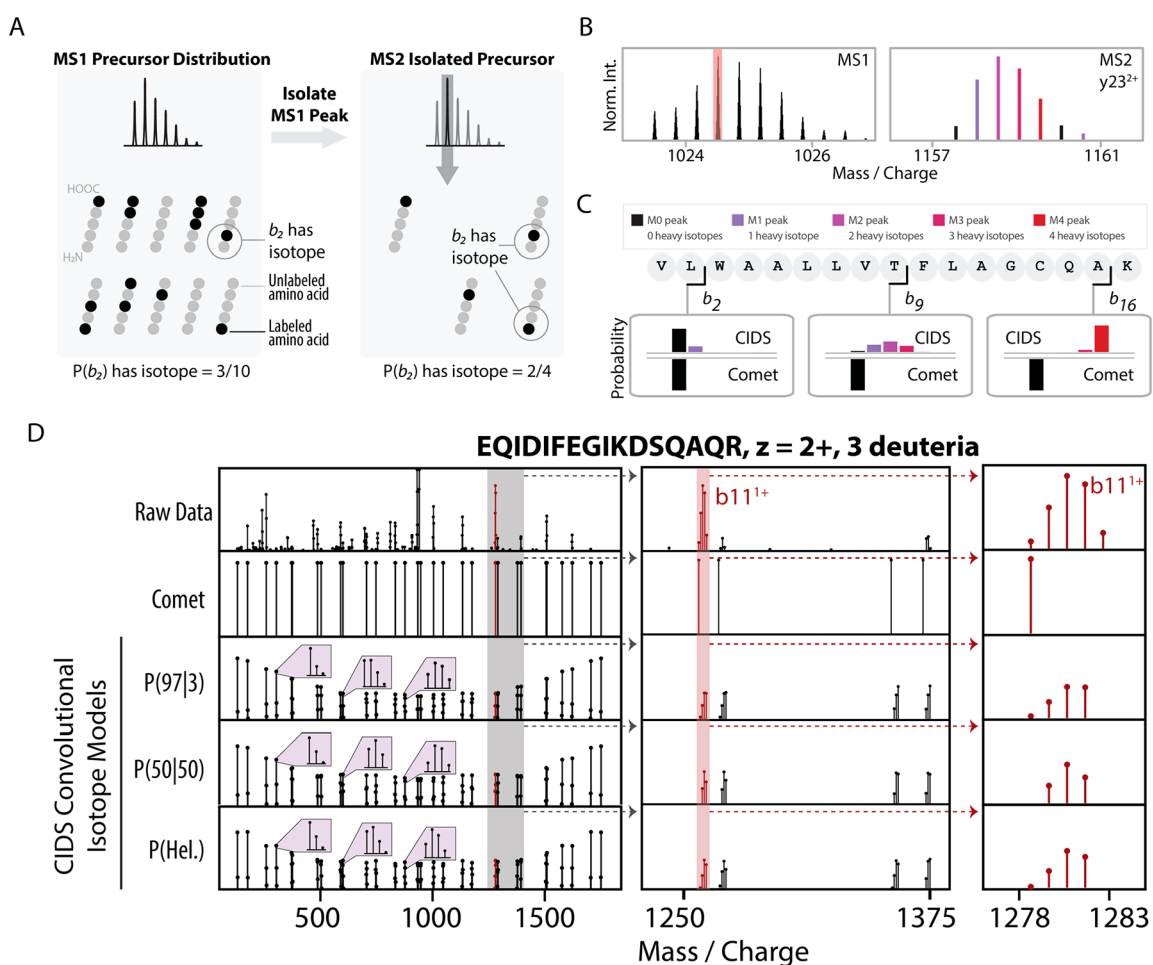 A
MS1 Precursor Distribution
MS2 Isolated Precursor
Isolate
MS1 Peak
HOOC
H₂N
b₂ has
isotope
Unlabeled
amino acid
Labeled
amino acid
b₂ has
isotope
P(b₂) has isotope = 3/10
P(b₂) has isotope = 2/4
B
Norm. Int.
MS1
MS2
y23²⁺
1024
1026
1157
1161
Mass / Charge
C
M0 peak
0 heavy isotopes
M1 peak
1 heavy isotope
M2 peak
2 heavy isotopes
M3 peak
3 heavy isotopes
M4 peak
4 heavy isotopes
V L W A A L L V T F L A G C Q A K
b₂
b₉
b₁₆
Probability
CIDS
Comet
CIDS
Comet
CIDS
Comet
D
EQIDIFEGIKDSQAQR, z = 2+, 3 deuteria
Raw Data
b11¹⁺
b11¹⁺
Comet
CIDS Convolutional
Isotope Models
P(97|3)
P(50|50)
P(Hel.)
500
1000
1500
1250
1375
1278
1283
Mass / Charge